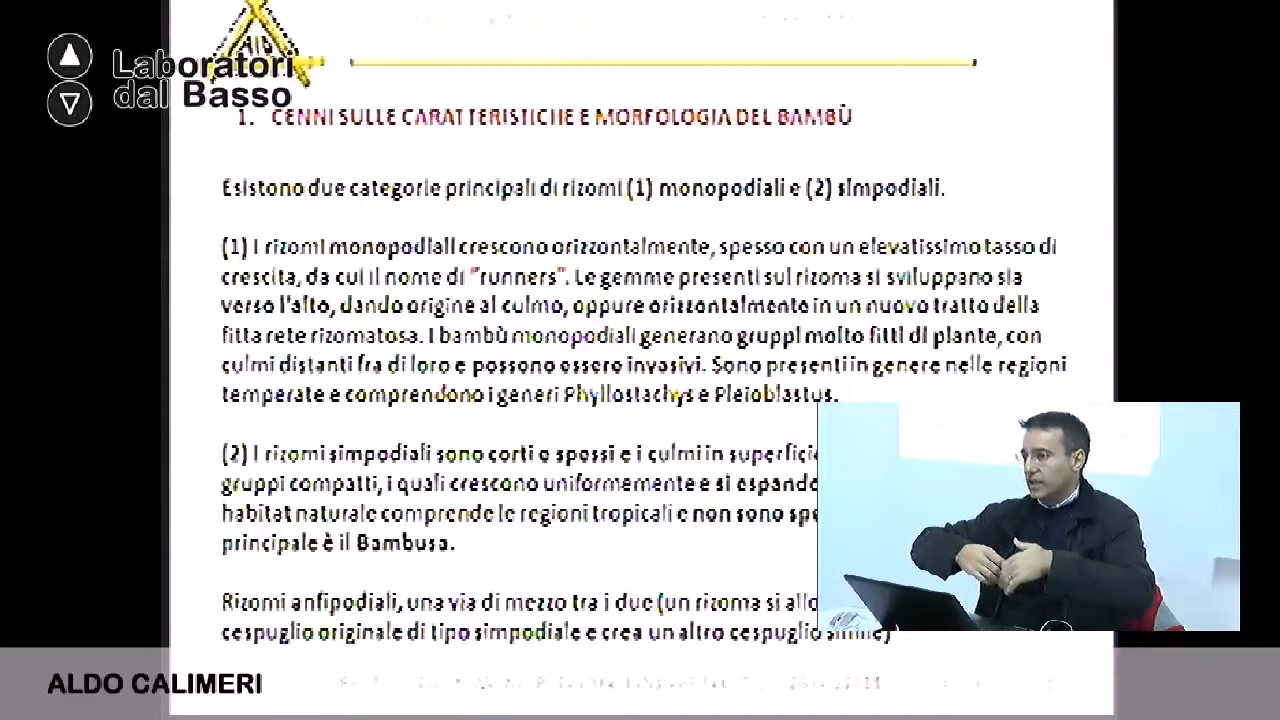 Laboratori
dal Basso
AIB
1. CENNI SULLE CARATTERISTICHE E MORFOLOGIA DEL BAMBÙ
Esistono due categorie principali di rizomi (1) monopodiali e (2) simpodiali.
(1) I rizomi monopodiali crescono orizzontalmente, spesso con un elevatissimo tasso di
crescita, da cui il nome di "runners". Le gemme presenti sul rizoma si sviluppano sia
verso l'alto, dando origine al culmo, oppure orizzontalmente in un nuovo tratto della
fitta rete rizomatosa. I bambù monopodiali generano gruppi molto fitti di piante, con
culmi distanti fra di loro e possono essere invasivi. Sono presenti in genere nelle regioni
temperate e comprendono i generi Phyllostachys e Pleioblastus.
(2) I rizomi simpodiali sono corti e spessi e i culmi in superficie
gruppi compatti, i quali crescono uniformemente e si espando
habitat naturale comprende le regioni tropicali e non sono spe
principale è il Bambusa.
Rizomi anfipodiali, una via di mezzo tra i due (un rizoma si allo
cespuglio originale di tipo simpodiale e crea un altro cespuglio simile)
ALDO CALIMERI